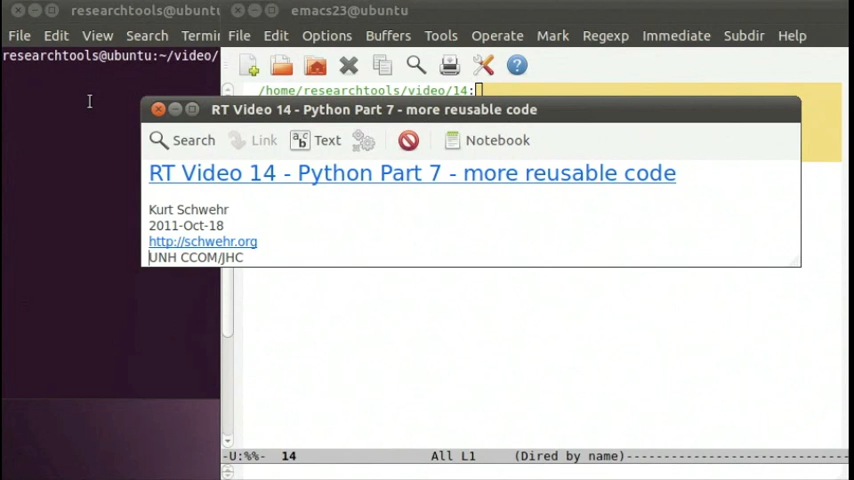 researchtools@ubuntu
File Edit View Search Termin
researchtools@ubuntu:~/video/
emacs23@ubuntu
File Edit Options Buffers Tools Operate Mark Regexp Immediate Subdir Help
/home/researchtools/video/14:
RT Video 14 - Python Part 7 - more reusable code
Search Link Text Notebook
RT Video 14 - Python Part 7 - more reusable code
Kurt Schwehr
2011-Oct-18
http://schwehr.org
UNH CCOM/JHC
-U:%%- 14 All L1 (Dired by name)----------------------------